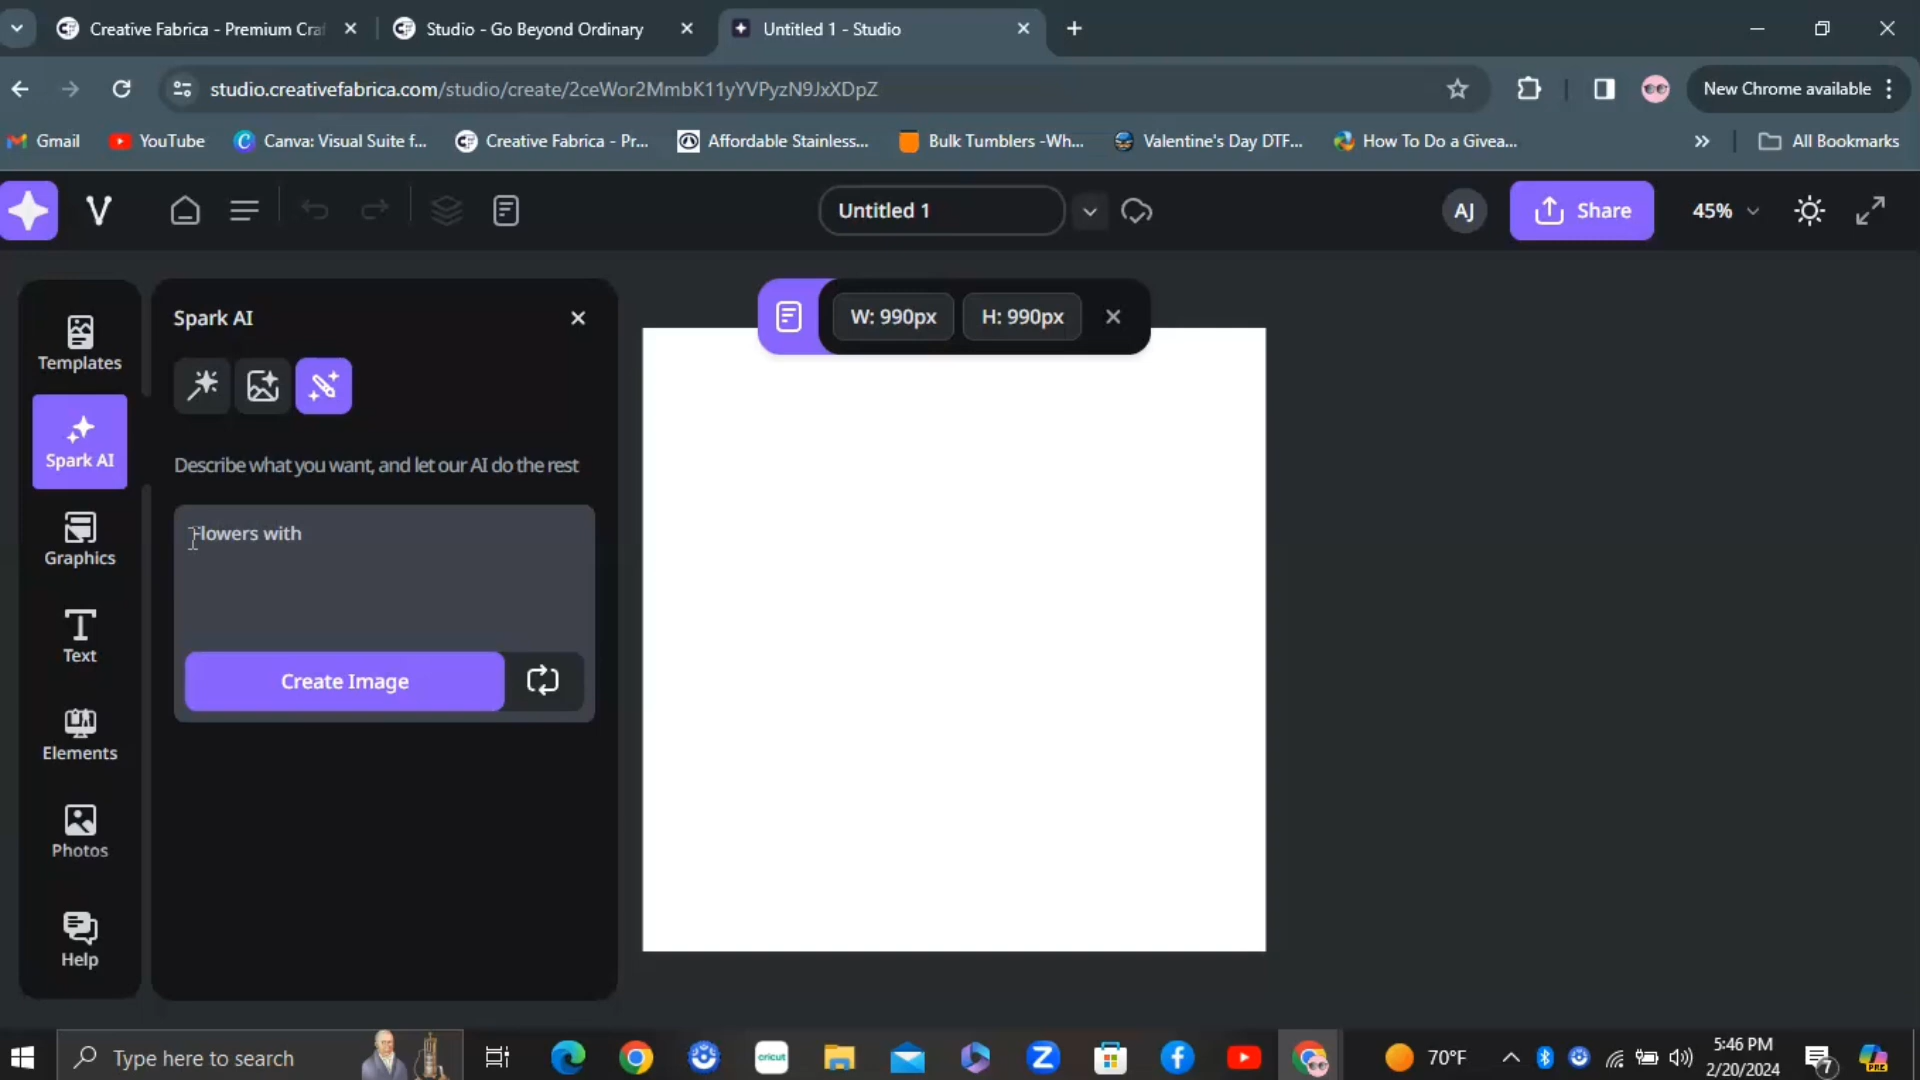 Creative Fabrica - Premium Cra
Studio - Go Beyond Ordinary
Untitled 1 - Studio
studio.creativefabrica.com/studio/create/2ceWor2MmbK11yYVPyzN9JxXDpZ
New Chrome available
Gmail
YouTube
Canva: Visual Suite f...
Creative Fabrica - Pr...
Affordable Stainless...
Bulk Tumblers -Wh...
Valentine's Day DTF...
How To Do a Givea...
All Bookmarks
Untitled 1
AJ
Share
45%
Templates
Spark AI
Graphics
Text
Elements
Photos
Help
Spark AI
Describe what you want, and let our AI do the rest
Flowers with
Create Image
W: 990px
H: 990px
Type here to search
cricut
70°F
5:46 PM
2/20/2024
7
PRE